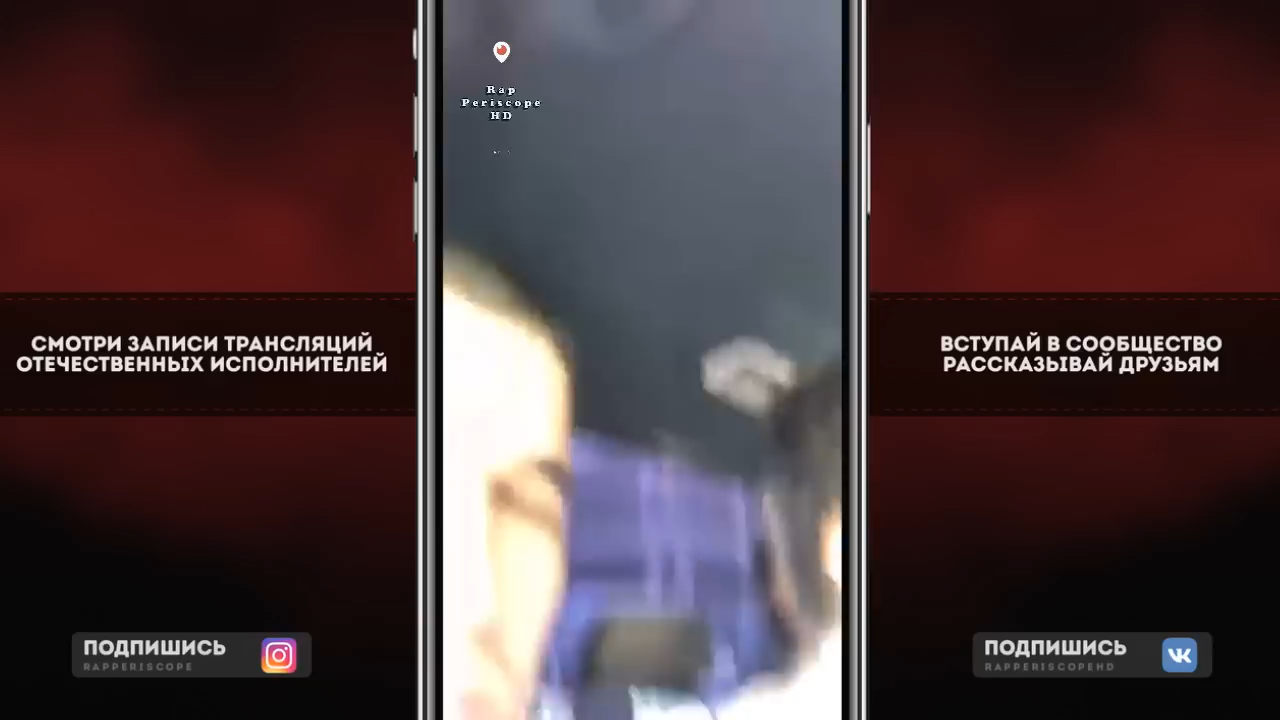 Rap
Periscope
HD
СМОТРИ ЗАПИСИ ТРАНСЛЯЦИЙ
ОТЕЧЕСТВЕННЫХ ИСПОЛНИТЕЛЕЙ
ВСТУПАЙ В СООБЩЕСТВО
РАССКАЗЫВАЙ ДРУЗЬЯМ
ПОДПИШИСЬ
RAPPERISCOPE
ПОДПИШИСЬ
RAPPERISCOPEHD